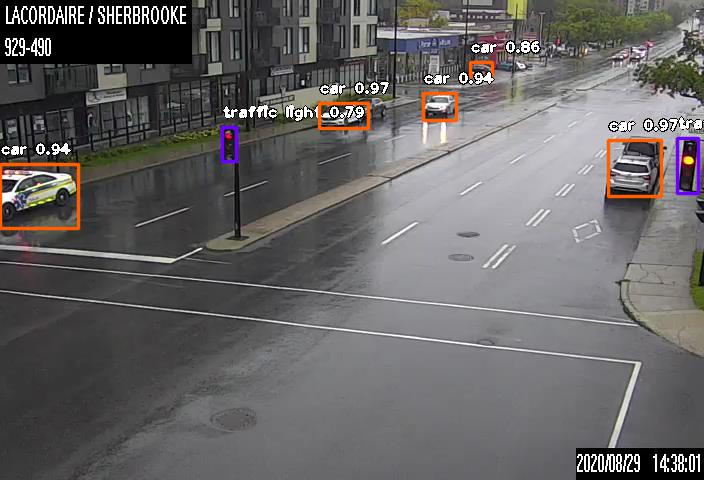 LACORDAIRE / SHERBROOKE
929-490
car 0.86
car 0.94
car 0.97
traffic light 0.79
car 0.97
tra
car 0.94
2020/08/29 14:38:01